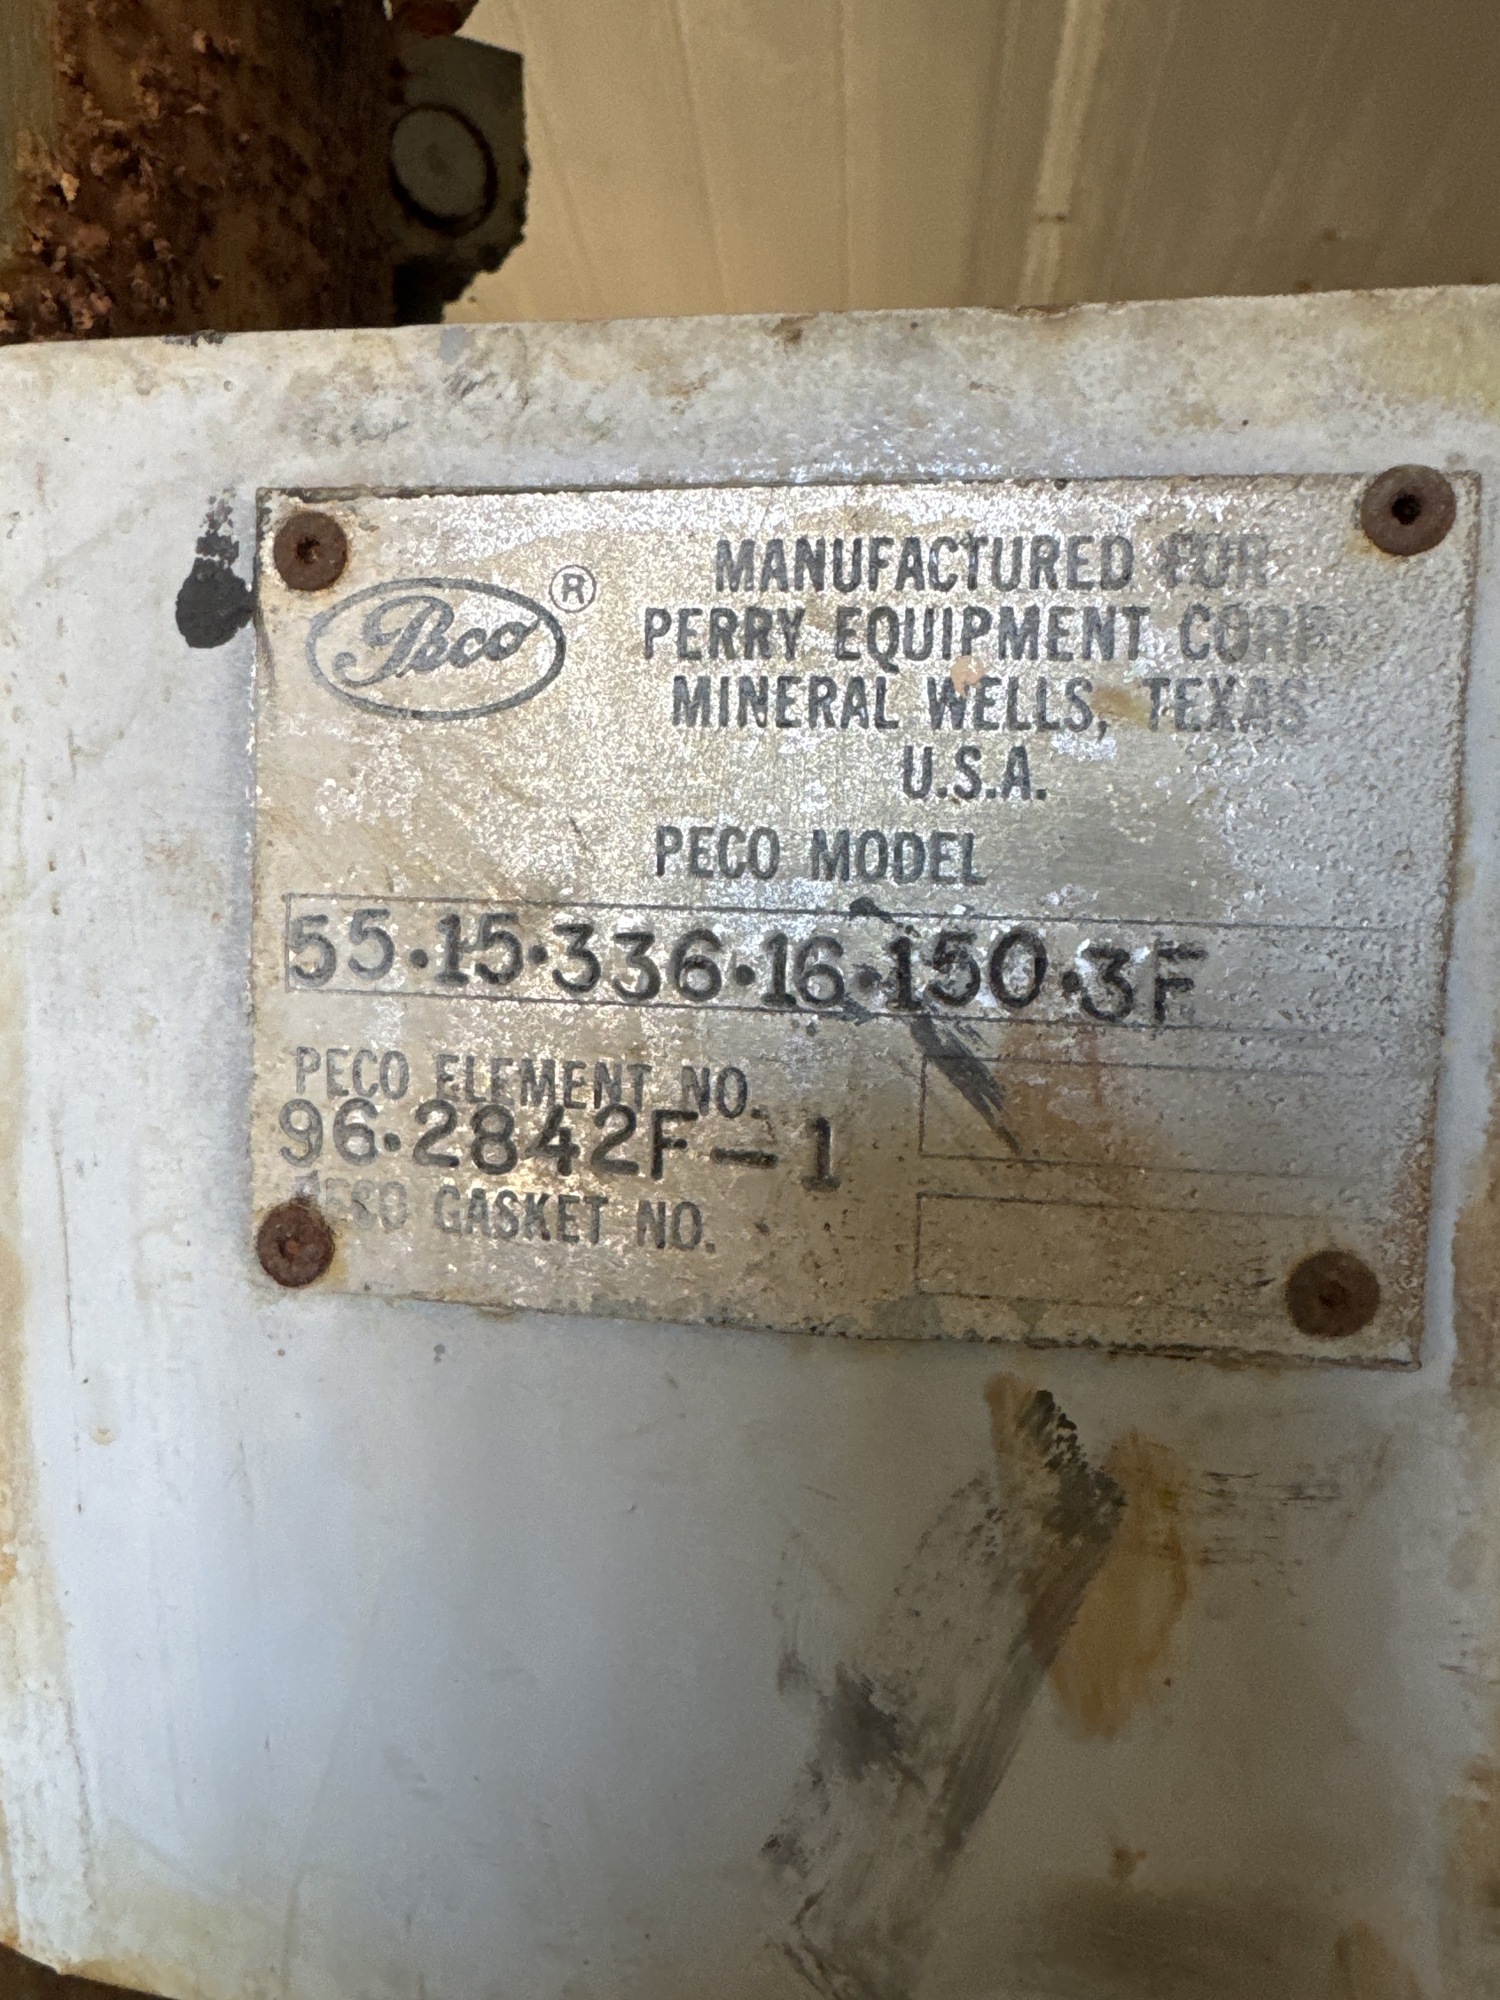 Peco ®
MANUFACTURED FOR
PERRY EQUIPMENT CORP.
MINERAL WELLS, TEXAS
U.S.A.
PECO MODEL
55.15.336.16.150.3F
PECO ELEMENT NO.
96.2842F-1
PECO GASKET NO.